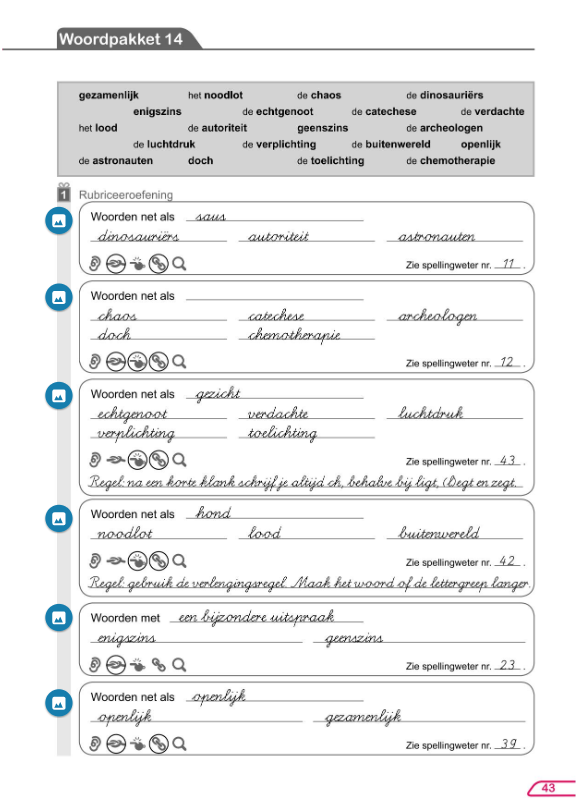 Woordpakket 14
gezamenlijk het noodlot de chaos de dinosauriërs
enigszins de echtgenoot de catechese de verdachte
het lood de autoriteit geenszins de archeologen
de luchtdruk de verplichting de buitenwereld openlijk
de astronauten doch de toelichting de chemotherapie
1 Rubriceeroefening
Woorden net als saus
dinosauriërs autoriteit astronauten
Zie spellingweter nr. 11 .
Woorden net als
chaos catechese archeologen
doch chemotherapie
Zie spellingweter nr. 12 .
Woorden net als gezicht
echtgenoot verdachte luchtdruk
verplichting toelichting
Zie spellingweter nr. 43 .
Regel: na een korte klank schrijf je altijd ch, behalve bij ligt, (l)egt en zegt.
Woorden net als hond
noodlot lood buitenwereld
Zie spellingweter nr. 42 .
Regel: gebruik de verlengingsregel. Maak het woord of de lettergreep langer.
Woorden met een bijzondere uitspraak
enigszins geenszins
Zie spellingweter nr. 23 .
Woorden net als openlijk
openlijk gezamenlijk
Zie spellingweter nr. 39 .
43